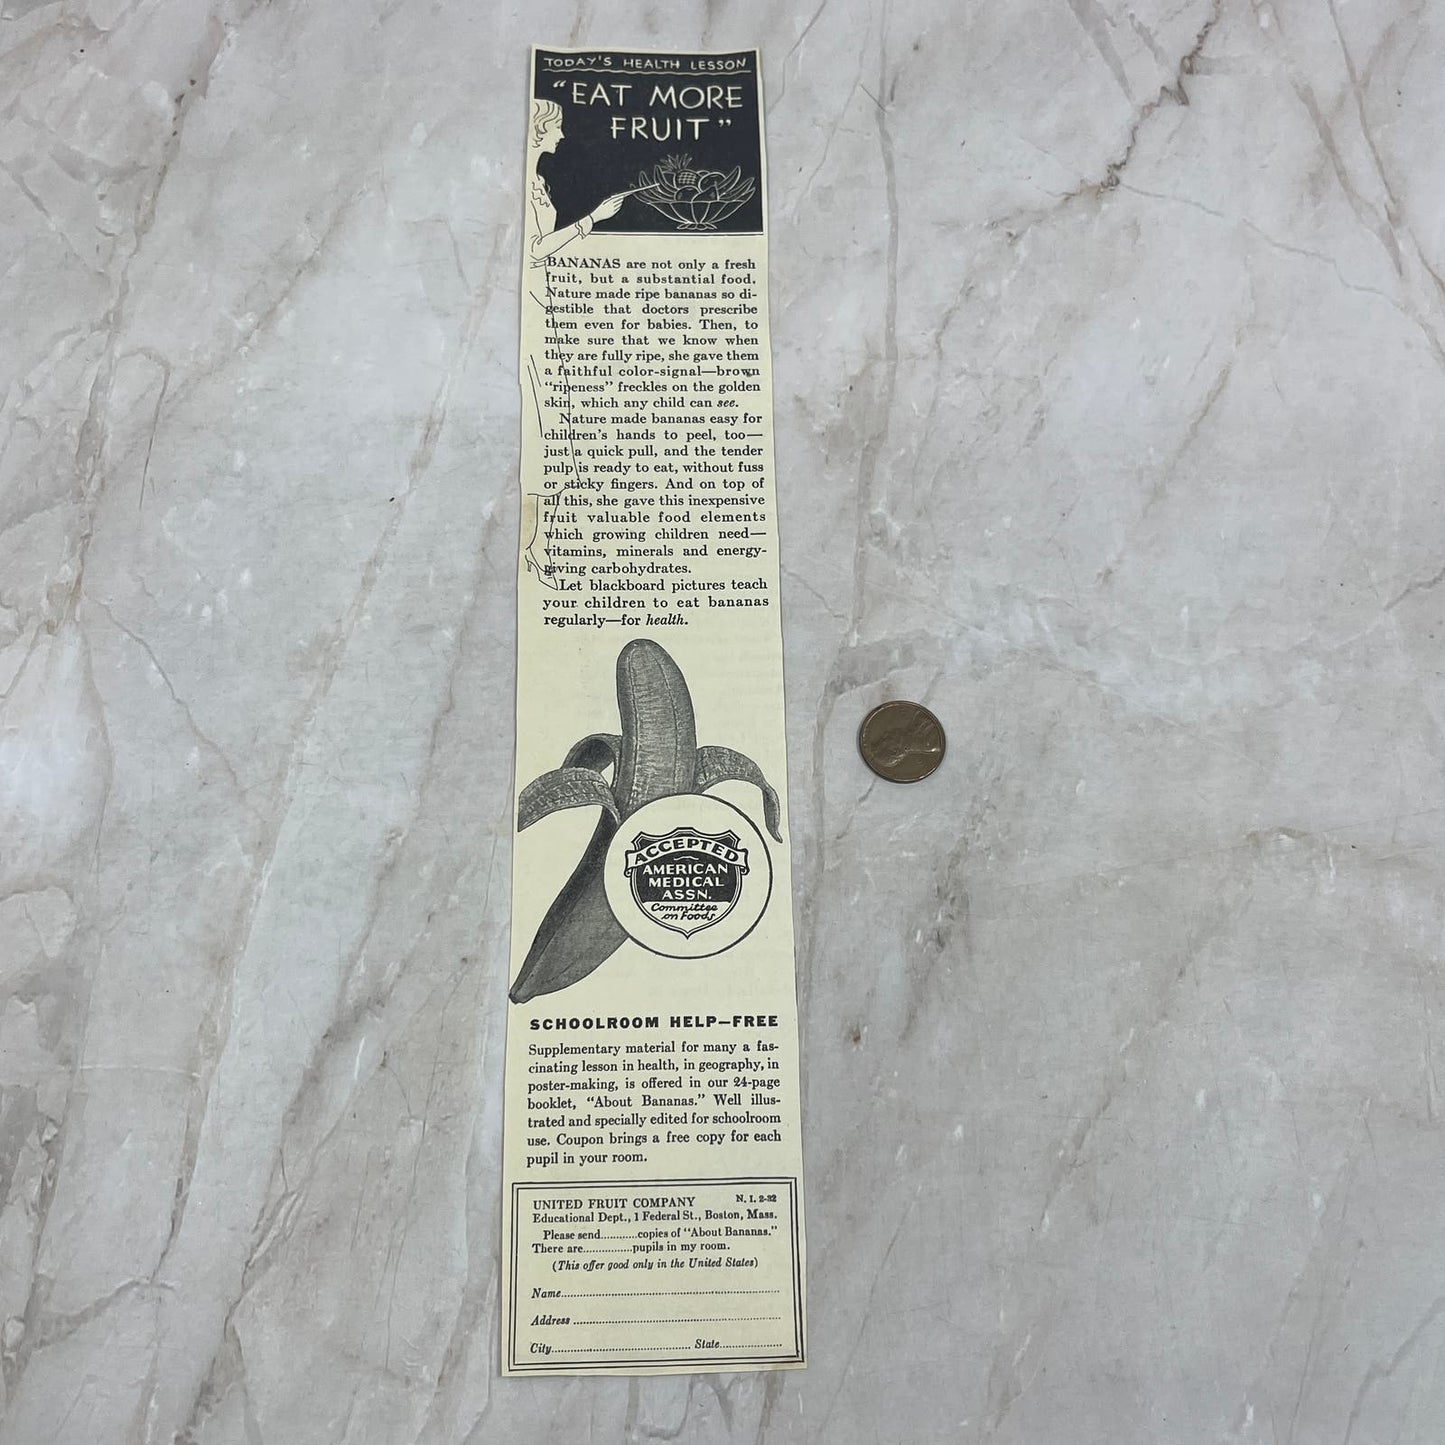 TODAY'S HEALTH LESSON
"EAT MORE
FRUIT"
BANANAS are not only a fresh
fruit, but a substantial food.
Nature made ripe bananas so di-
gestible that doctors prescribe
them even for babies. Then, to
make sure that we know when
they are fully ripe, she gave them
a faithful color-signal—brown
"ripeness" freckles on the golden
skin, which any child can see.
Nature made bananas easy for
children's hands to peel, too—
just a quick pull, and the tender
pulp is ready to eat, without fuss
or sticky fingers. And on top of
all this, she gave this inexpensive
fruit valuable food elements
which growing children need—
vitamins, minerals and energy-
giving carbohydrates.
Let blackboard pictures teach
your children to eat bananas
regularly—for health.
ACCEPTED
AMERICAN
MEDICAL
ASSN.
Committee
on Foods
SCHOOLROOM HELP—FREE
Supplementary material for many a fas-
cinating lesson in health, in geography, in
poster-making, is offered in our 24-page
booklet, "About Bananas." Well illus-
trated and specially edited for schoolroom
use. Coupon brings a free copy for each
pupil in your room.
UNITED FRUIT COMPANY N. I. 2-32
Educational Dept., 1 Federal St., Boston, Mass.
Please send............copies of "About Bananas."
There are................pupils in my room.
(This offer good only in the United States)
Name..............................................................
Address ...........................................................
City........................................ State..................